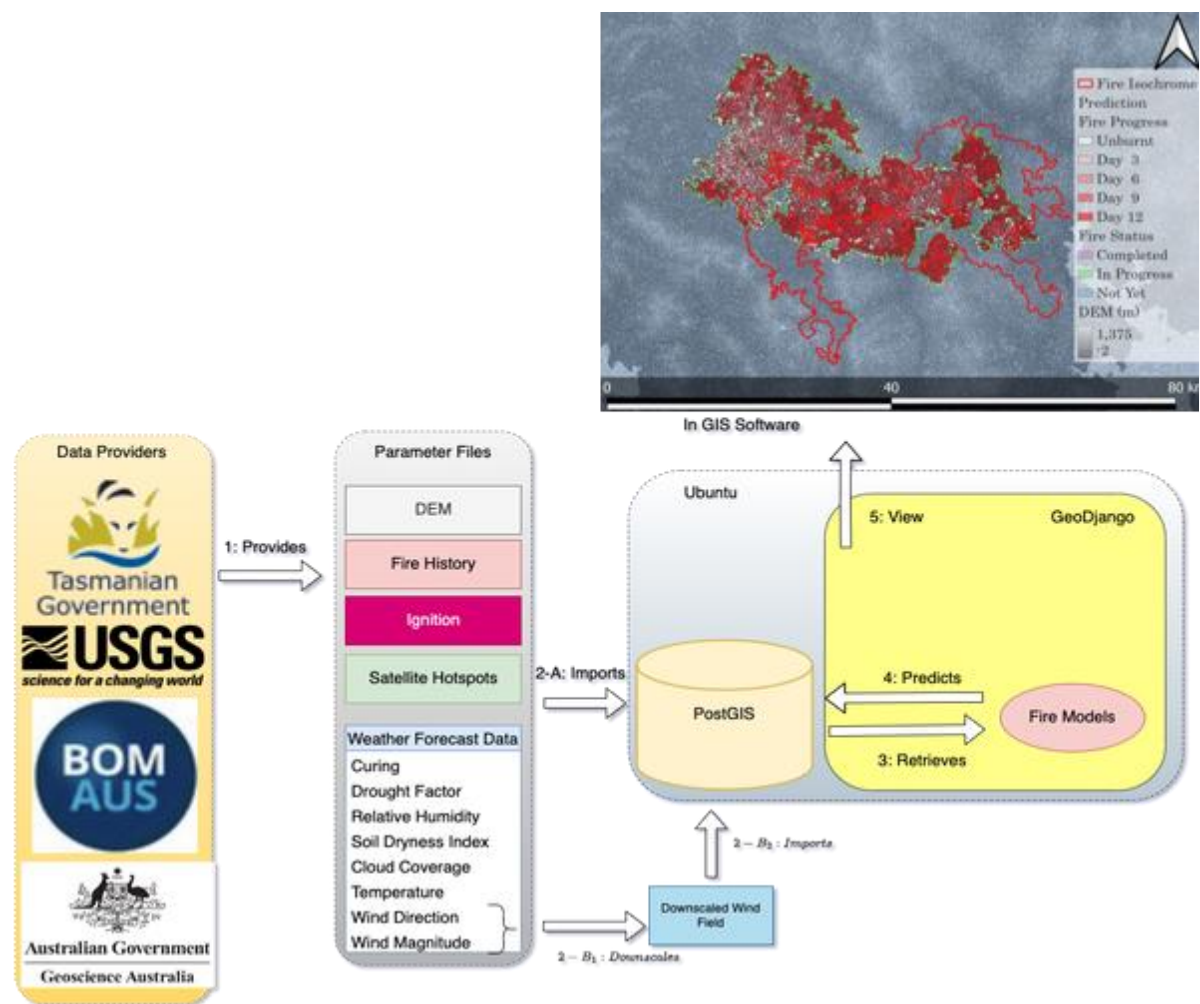 Fire Isochrome
Prediction
Fire Progress
Unburnt
Day 3
Day 6
Day 9
Day 12
Fire Status
Completed
In Progress
Not Yet
DEM (m)
1,375
-2
0
40
80 km
In GIS Software
Data Providers
Tasmanian
Government
USGS
science for a changing world
BOM
AUS
Australian Government
Geoscience Australia
1: Provides
Parameter Files
DEM
Fire History
Ignition
Satellite Hotspots
Weather Forecast Data
Curing
Drought Factor
Relative Humidity
Soil Dryness Index
Cloud Coverage
Temperature
Wind Direction
Wind Magnitude
2-A: Imports
2 - B₁ : Downscales
Downscaled Wind
Field
2 - B₂ : Imports
Ubuntu
PostGIS
5: View
GeoDjango
4: Predicts
Fire Models
3: Retrieves